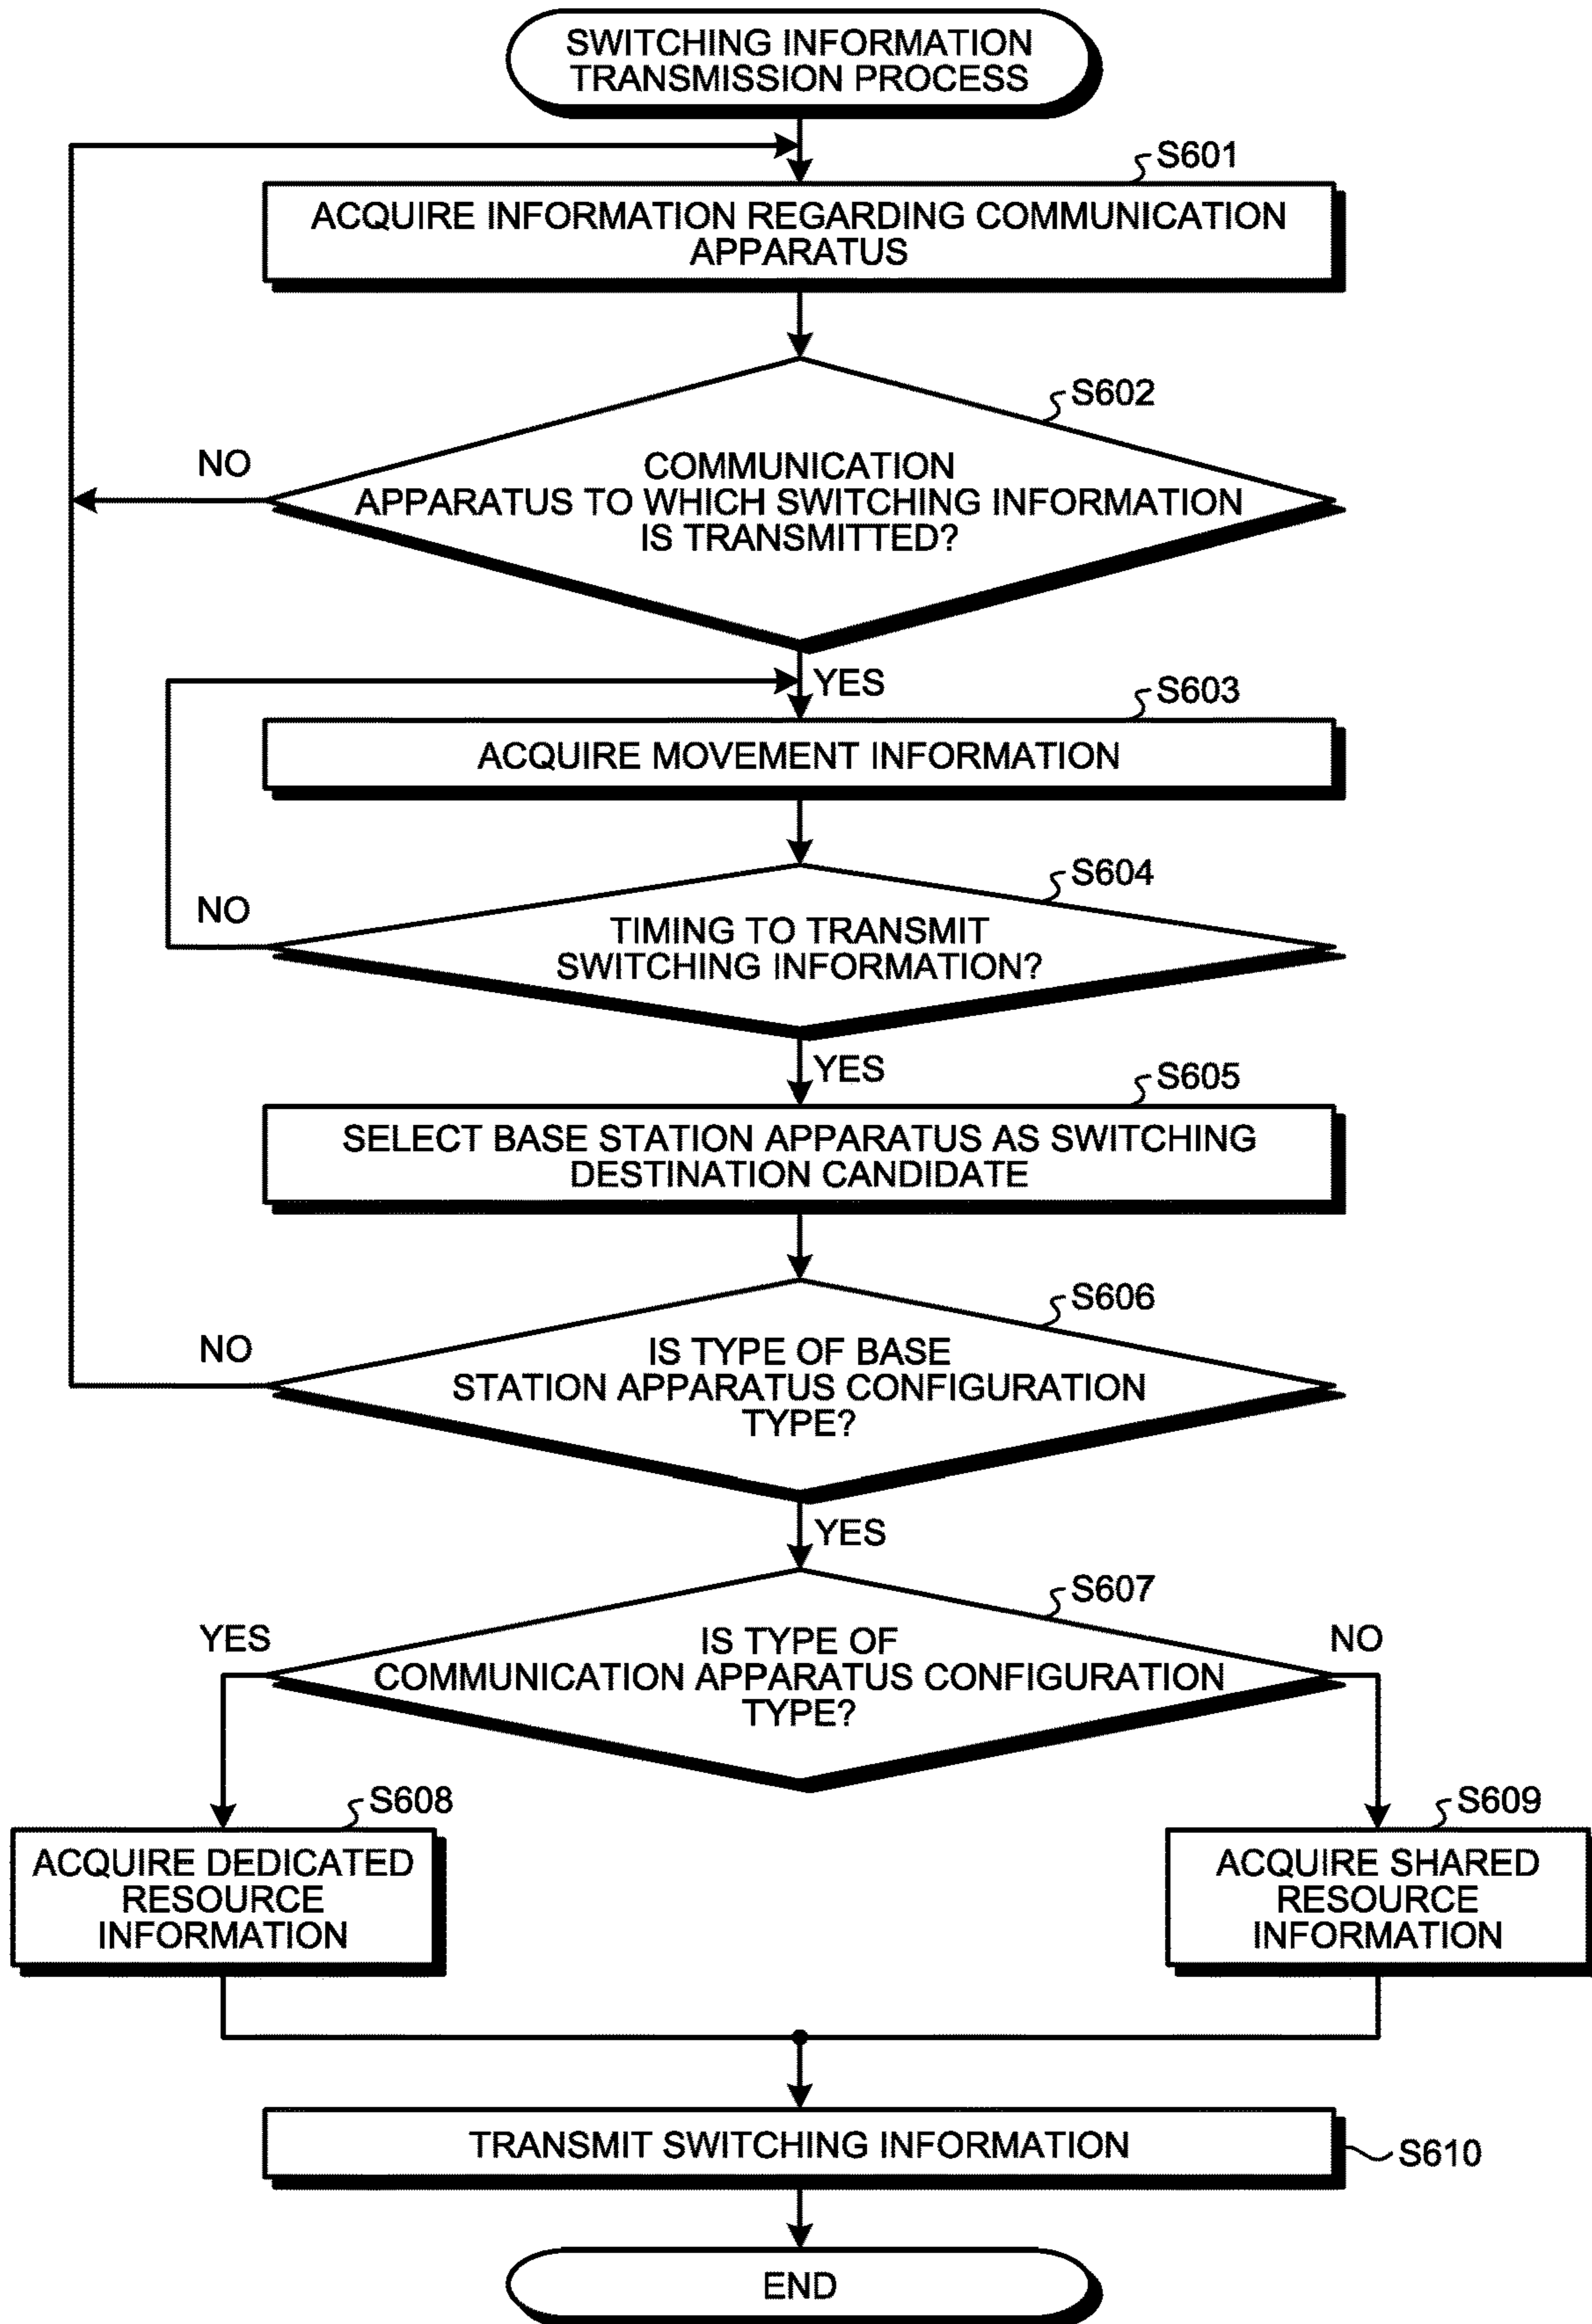 SWITCHING INFORMATION
TRANSMISSION PROCESS
S601
ACQUIRE INFORMATION REGARDING COMMUNICATION
APPARATUS
S602
NO
COMMUNICATION
APPARATUS TO WHICH SWITCHING INFORMATION
IS TRANSMITTED?
YES
S603
ACQUIRE MOVEMENT INFORMATION
S604
NO
TIMING TO TRANSMIT
SWITCHING INFORMATION?
YES
S605
SELECT BASE STATION APPARATUS AS SWITCHING
DESTINATION CANDIDATE
S606
NO
IS TYPE OF BASE
STATION APPARATUS CONFIGURATION
TYPE?
YES
S607
YES
NO
IS TYPE OF
COMMUNICATION APPARATUS CONFIGURATION
TYPE?
S608
ACQUIRE DEDICATED
RESOURCE
INFORMATION
S609
ACQUIRE SHARED
RESOURCE
INFORMATION
TRANSMIT SWITCHING INFORMATION
S610
END